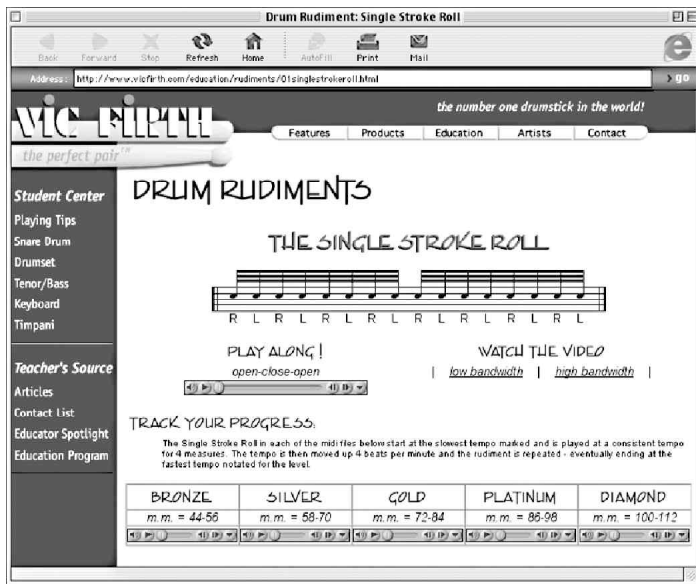 Drum Rudiment: Single Stroke Roll
Back Forward Stop Refresh Home AutoFill Print Mail
Address: http://www.vicfirth.com/education/rudiments/01singlestrokeroll.html > go
VIC FIRTH
the perfect pair™
the number one drumstick in the world!
Features Products Education Artists Contact
Student Center
Playing Tips
Snare Drum
Drumset
Tenor/Bass
Keyboard
Timpani
Teacher's Source
Articles
Contact List
Educator Spotlight
Education Program
DRUM RUDIMENTS
THE SINGLE STROKE ROLL
R L R L R L R L R L R L R L R L
PLAY ALONG!
open-close-open
WATCH THE VIDEO
| low bandwidth | high bandwidth |
TRACK YOUR PROGRESS:
The Single Stroke Roll in each of the midi files below start at the slowest tempo marked and is played at a consistent tempo
for 4 measures. The tempo is then moved up 4 beats per minute and the rudiment is repeated - eventually ending at the
fastest tempo notated for the level.
BRONZE SILVER GOLD PLATINUM DIAMOND
m.m. = 44-56 m.m. = 58-70 m.m. = 72-84 m.m. = 86-98 m.m. = 100-112